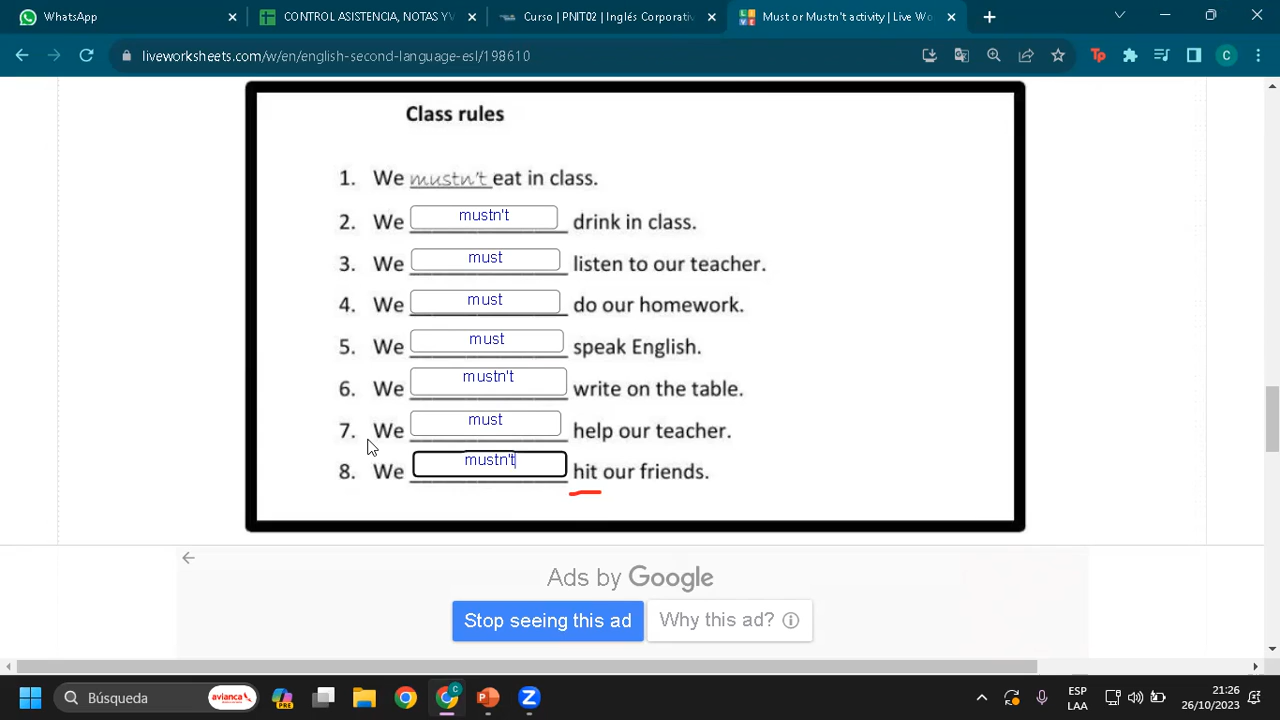 WhatsApp
CONTROL ASISTENCIA, NOTAS YV
Curso | PNIT02 | Inglés Corporativ
Must or Mustn't activity | Live Wo
liveworksheets.com/w/en/english-second-language-esl/198610
Tp
C
Class rules
1. We mustn't eat in class.
2. We mustn't drink in class.
3. We must listen to our teacher.
4. We must do our homework.
5. We must speak English.
6. We mustn't write on the table.
7. We must help our teacher.
8. We mustn't hit our friends.
Ads by Google
Stop seeing this ad
Why this ad?
Búsqueda
avianca
PRE
ESP
LAA
21:26
26/10/2023